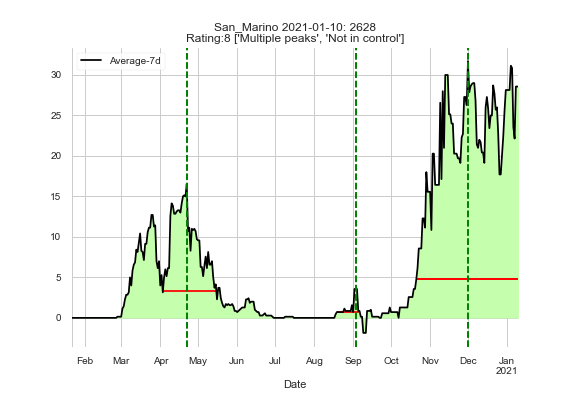 San_Marino 2021-01-10: 2628
Rating:8 ['Multiple peaks', 'Not in control']
Average-7d
30
25
20
15
10
5
0
Feb Mar Apr May Jun Jul Aug Sep Oct Nov Dec Jan
2021
Date